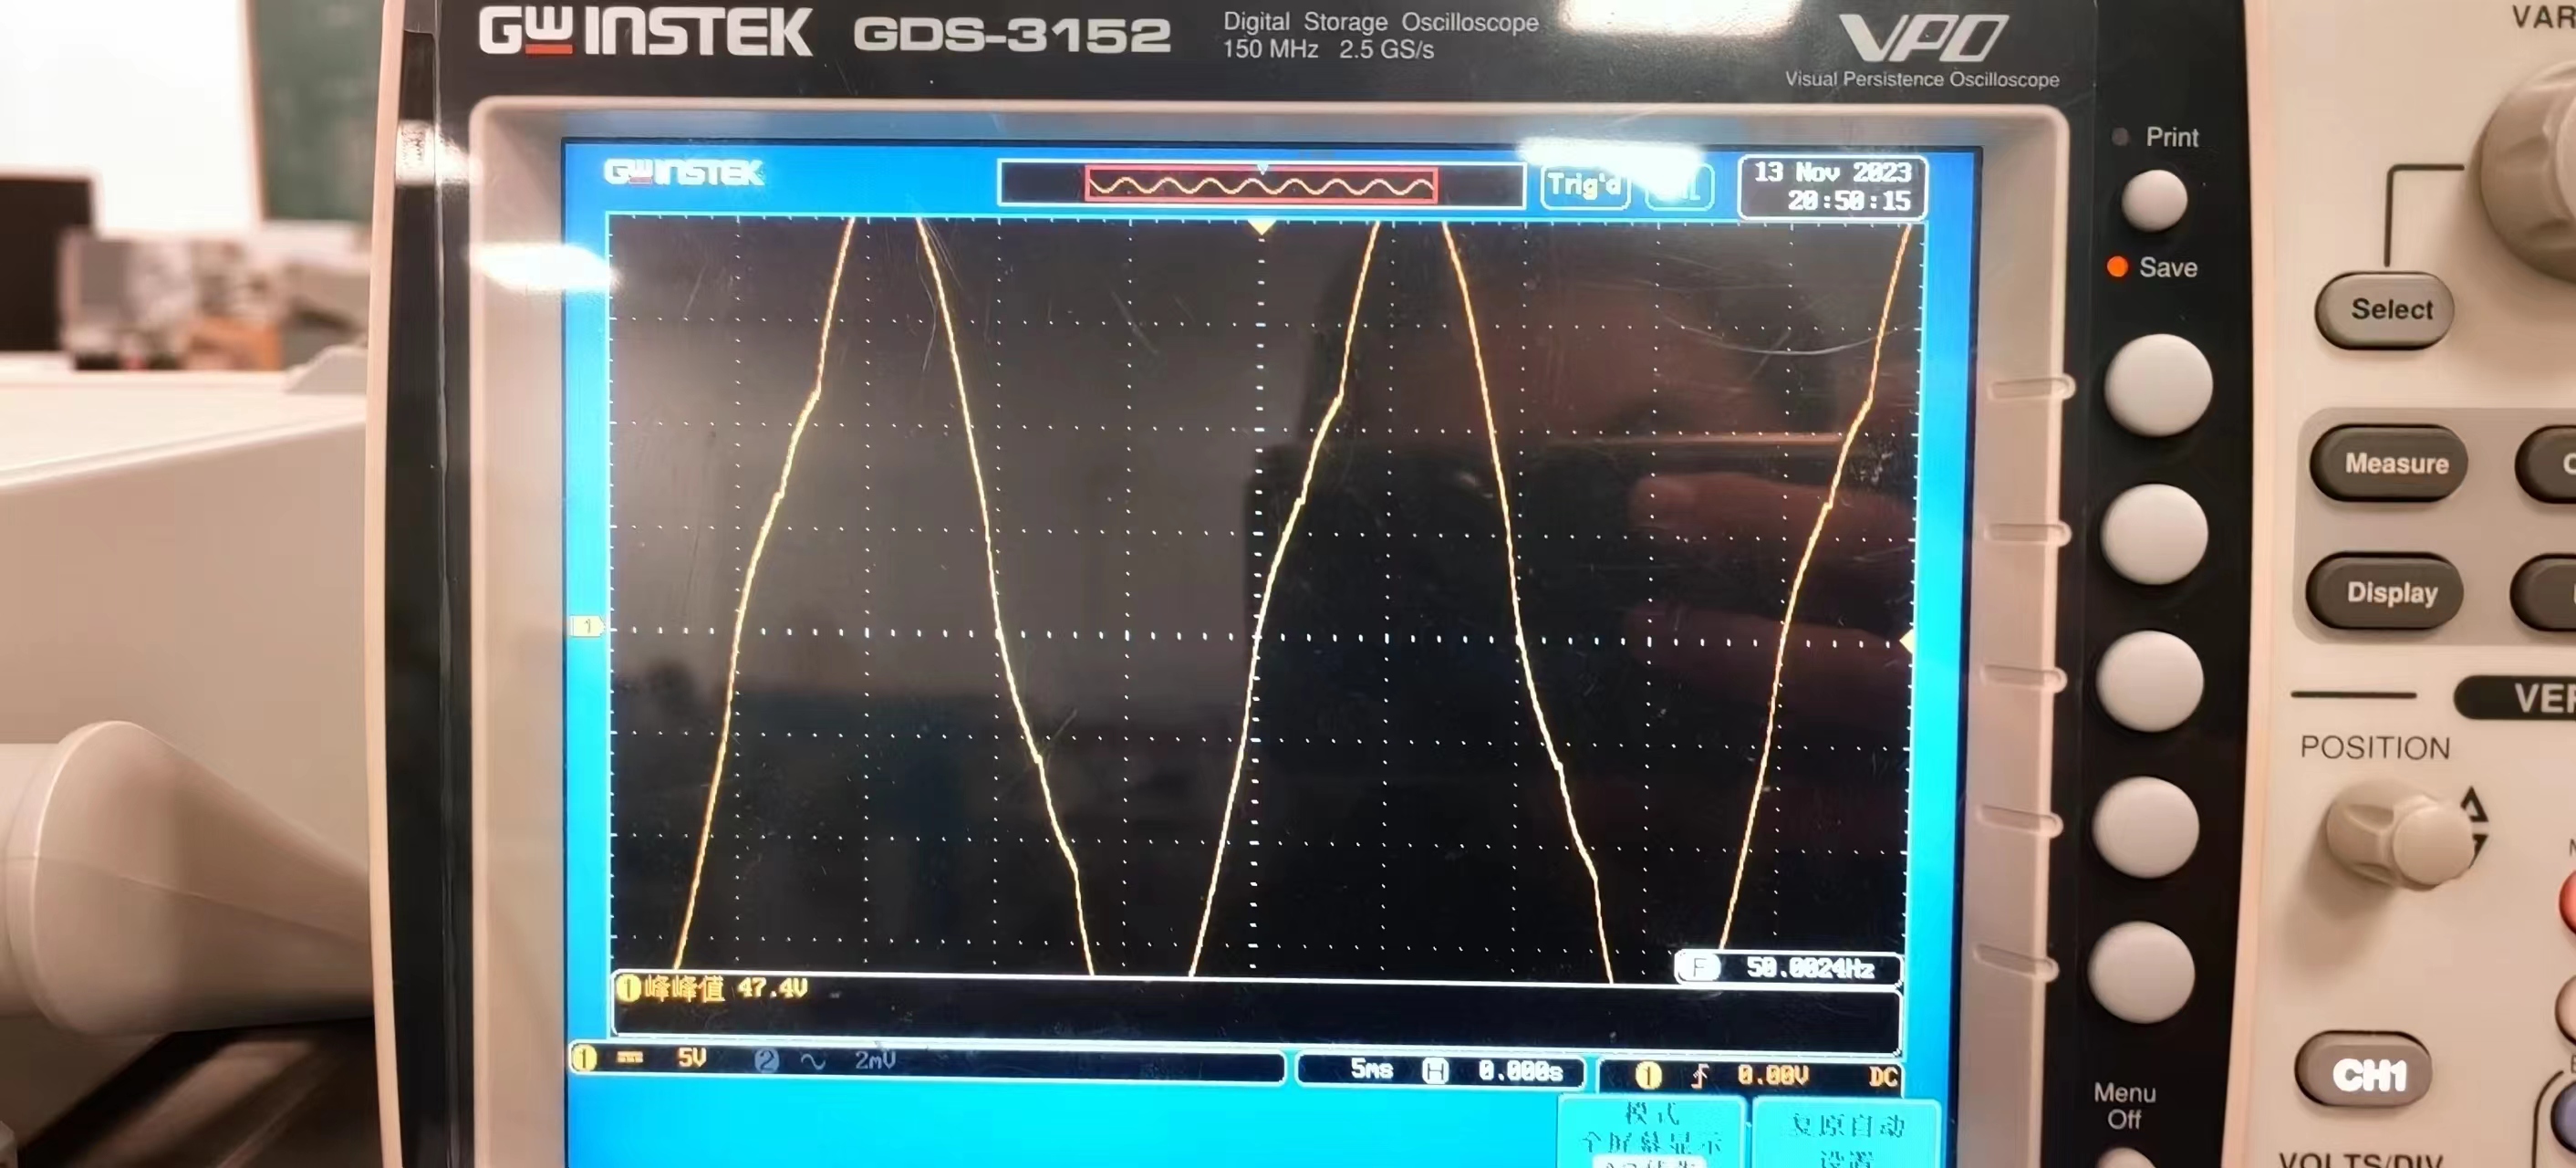 GW INSTEK GDS-3152 Digital Storage Oscilloscope
150 MHz 2.5 GS/s
VPO
Visual Persistence Oscilloscope
VAR
GW INSTEK
Trig'd
13 Nov 2023
20:50:15
Print
Save
Select
Measure
Display
VER
POSITION
1
F 50.0024Hz
1 峰峰值 47.4V
1 5V 2 2mV
5ms H 0.000s
1 0.00V DC
模式
全屏幕显示
复原自动
设置
CH1
Menu
Off
VOLTS/DIV